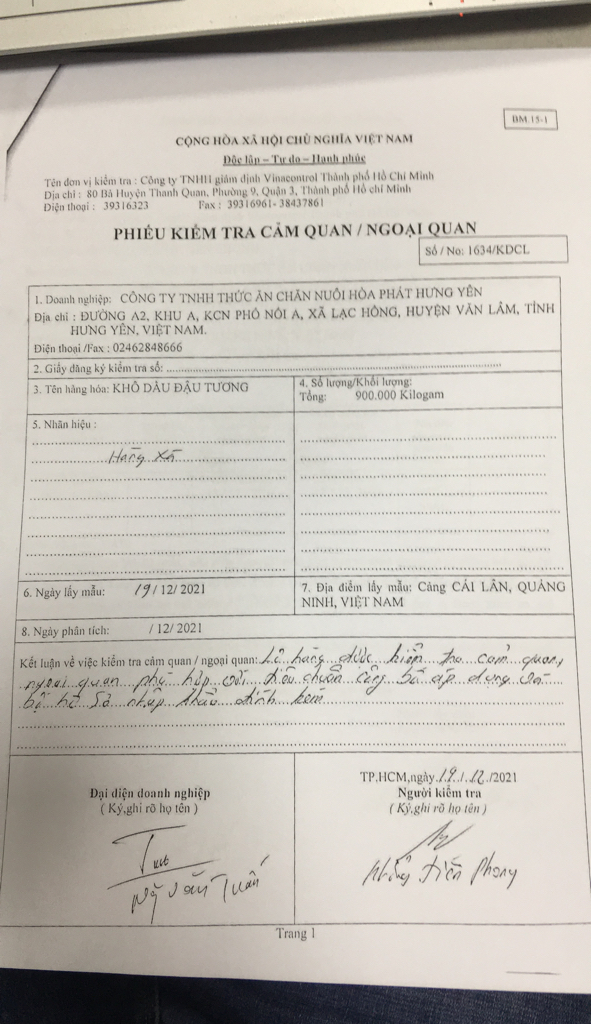 BM.15-1
CỘNG HÒA XÃ HỘI CHỦ NGHĨA VIỆT NAM
Độc lập – Tự do – Hạnh phúc
Tên đơn vị kiểm tra : Công ty TNHH giám định Vinacontrol Thành phố Hồ Chí Minh
Địa chỉ : 80 Bà Huyện Thanh Quan, Phường 9, Quận 3, Thành phố Hồ chí Minh
Điện thoại : 39316323 Fax : 39316961- 38437861
PHIẾU KIỂM TRA CẢM QUAN / NGOẠI QUAN
Số / No: 1634/KDCL
1. Doanh nghiệp: CÔNG TY TNHH THỨC ĂN CHĂN NUÔI HÒA PHÁT HƯNG YÊN
Địa chỉ : ĐƯỜNG A2, KHU A, KCN PHỐ NỐI A, XÃ LẠC HỒNG, HUYỆN VĂN LÂM, TỈNH
HƯNG YÊN, VIỆT NAM.
Điện thoại /Fax : 02462848666
2. Giấy đăng ký kiểm tra số:
3. Tên hàng hóa: KHÔ DẦU ĐẬU TƯƠNG
4. Số lượng/Khối lượng:
Tổng: 900.000 Kilogam
5. Nhãn hiệu :
Hàng xá
6. Ngày lấy mẫu: 19/ 12/ 2021
7. Địa điểm lấy mẫu: Cảng CÁI LÂN, QUẢNG
NINH, VIỆT NAM
8. Ngày phân tích: / 12/ 2021
Kết luận về việc kiểm tra cảm quan / ngoại quan: Lô hàng được kiểm tra cảm quan,
ngoại quan phù hợp với tiêu chuẩn công bố áp dụng và
bộ hồ sơ nhập khẩu đính kèm
Đại diện doanh nghiệp
( Ký,ghi rõ họ tên )
TP.HCM,ngày 19/12/2021
Người kiểm tra
( Ký,ghi rõ họ tên )
Văn Tuấn
Tiến Phong
Trang 1